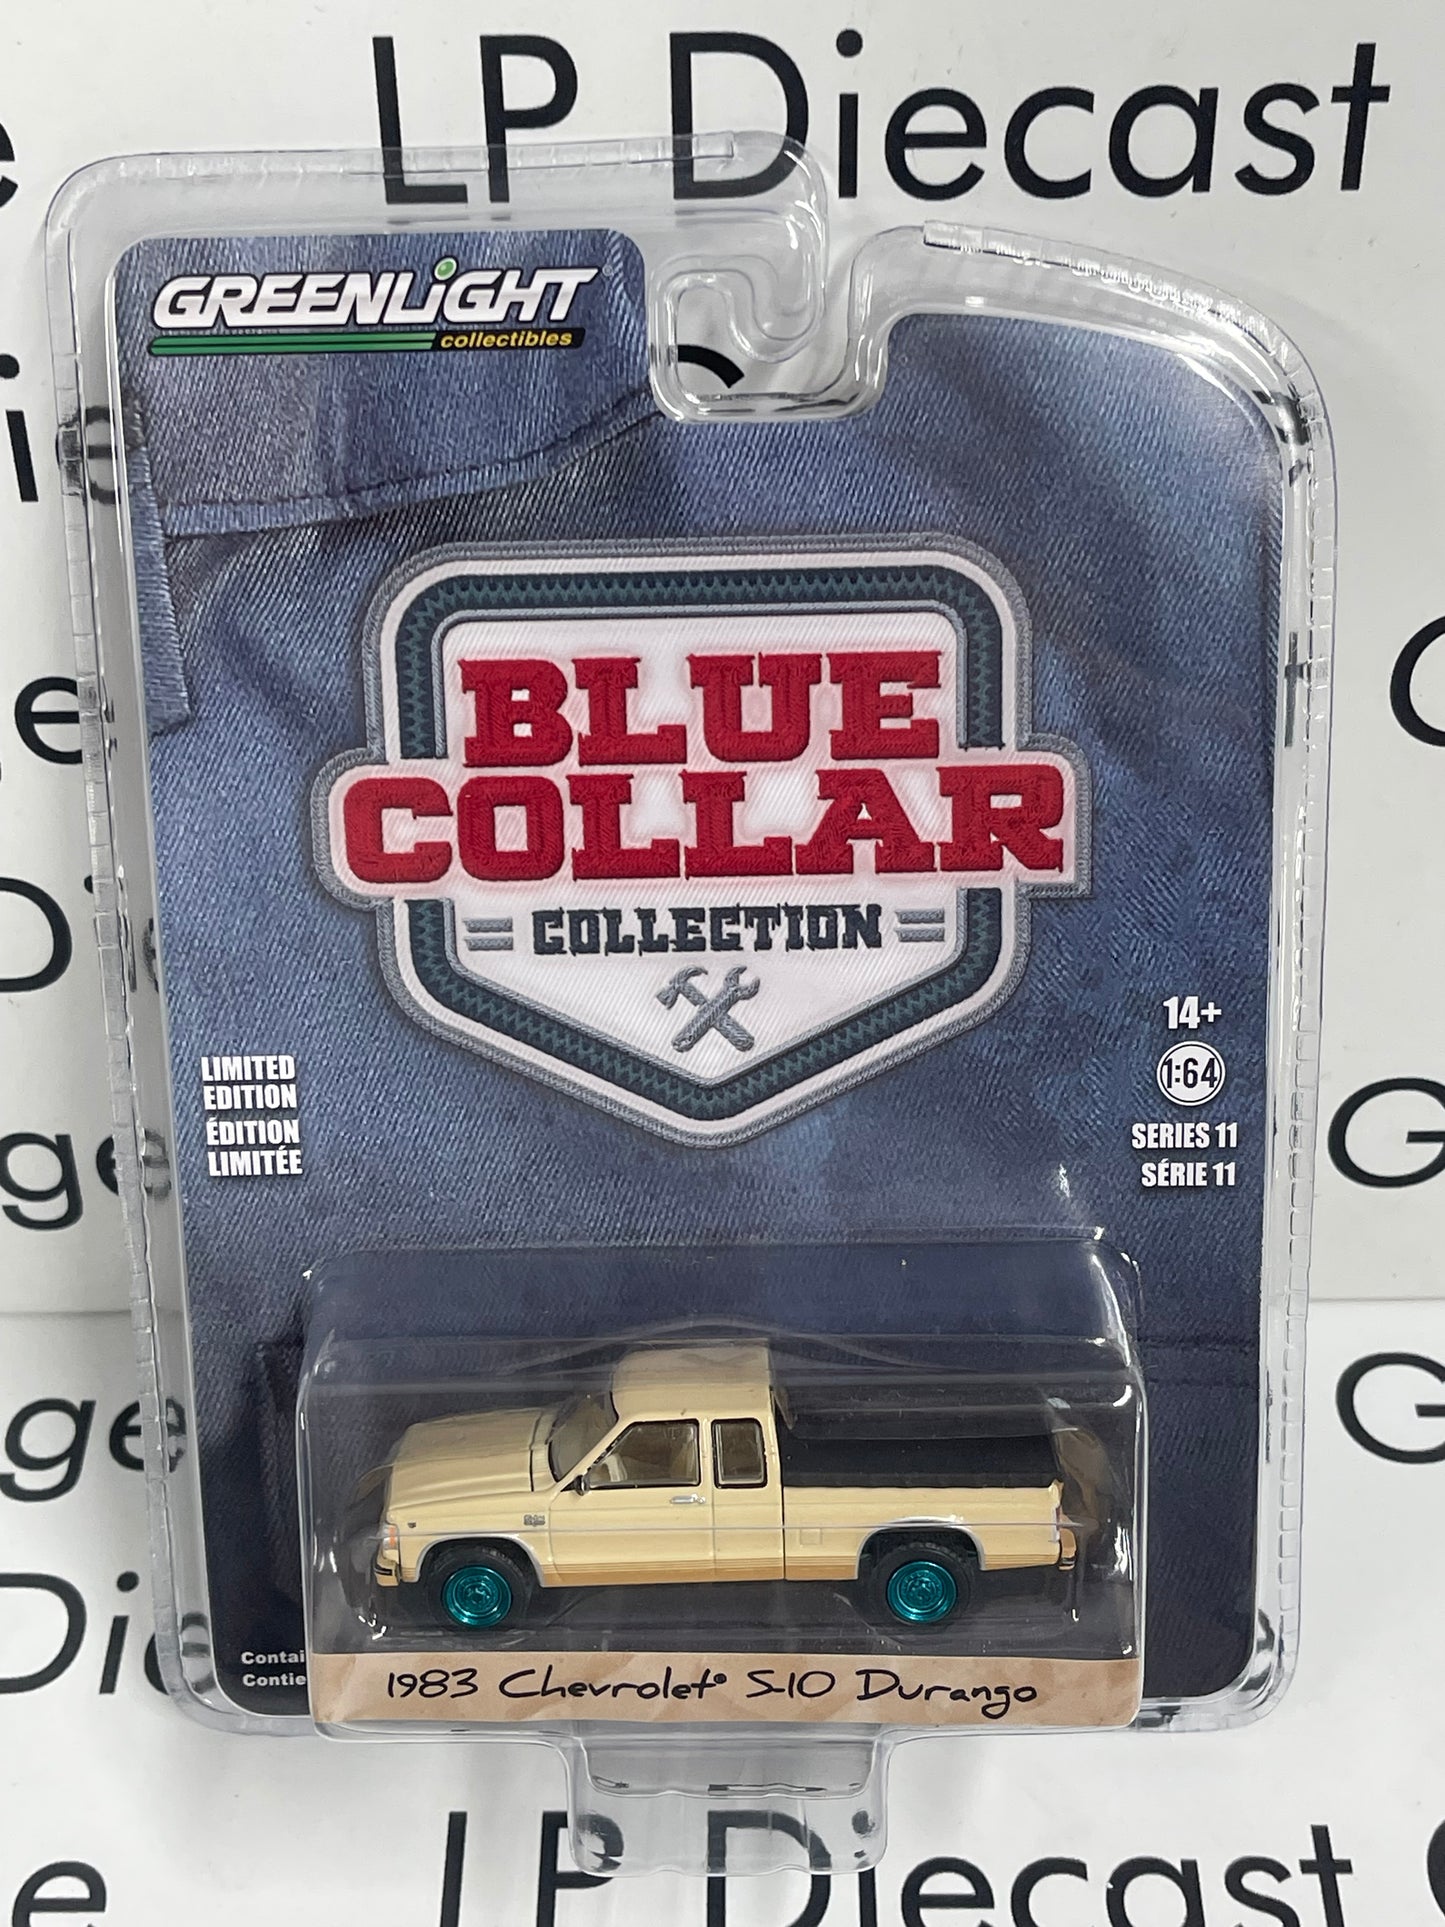 LP Diecast
GREENLiGHT®
collectibles
BLUE
COLLAR
COLLECTION
14+
1:64
LIMITED
EDITION
ÉDITION
LIMITÉE
SERIES 11
SÉRIE 11
1983 Chevrolet® S-10 Durango
LP Diecast